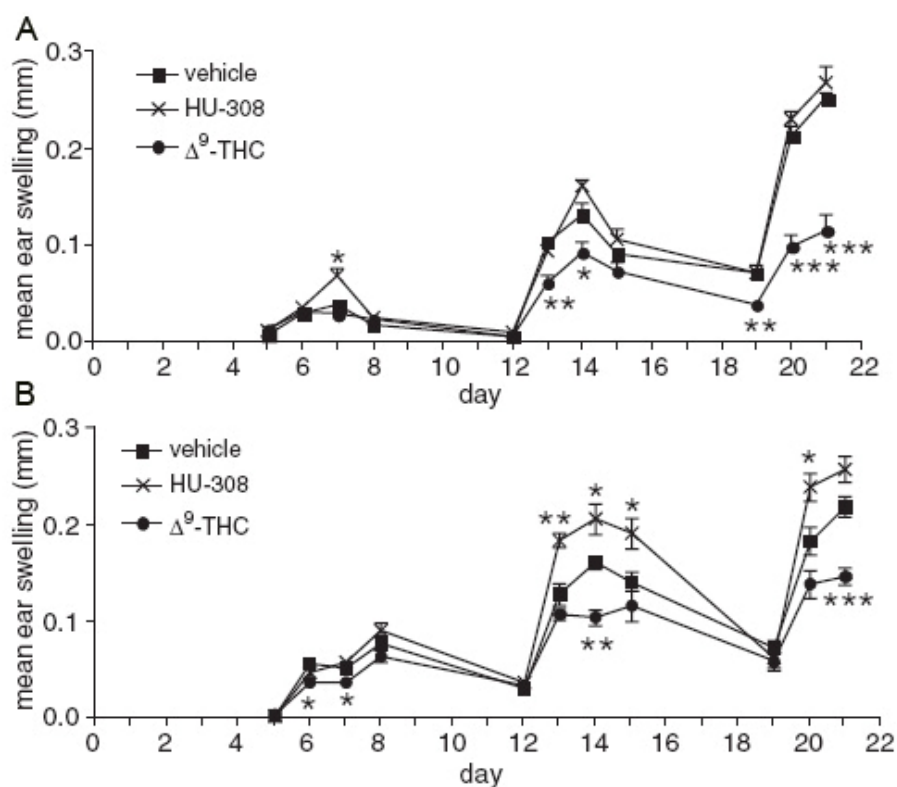 A
mean ear swelling (mm)
0.3
0.2
0.1
0.0
vehicle
HU-308
Δ⁹-THC
*
**
*
**
***
***
0 2 4 6 8 10 12 14 16 18 20 22
day
B
mean ear swelling (mm)
0.3
0.2
0.1
0.0
vehicle
HU-308
Δ⁹-THC
*
*
**
*
*
**
*
***
0 2 4 6 8 10 12 14 16 18 20 22
day